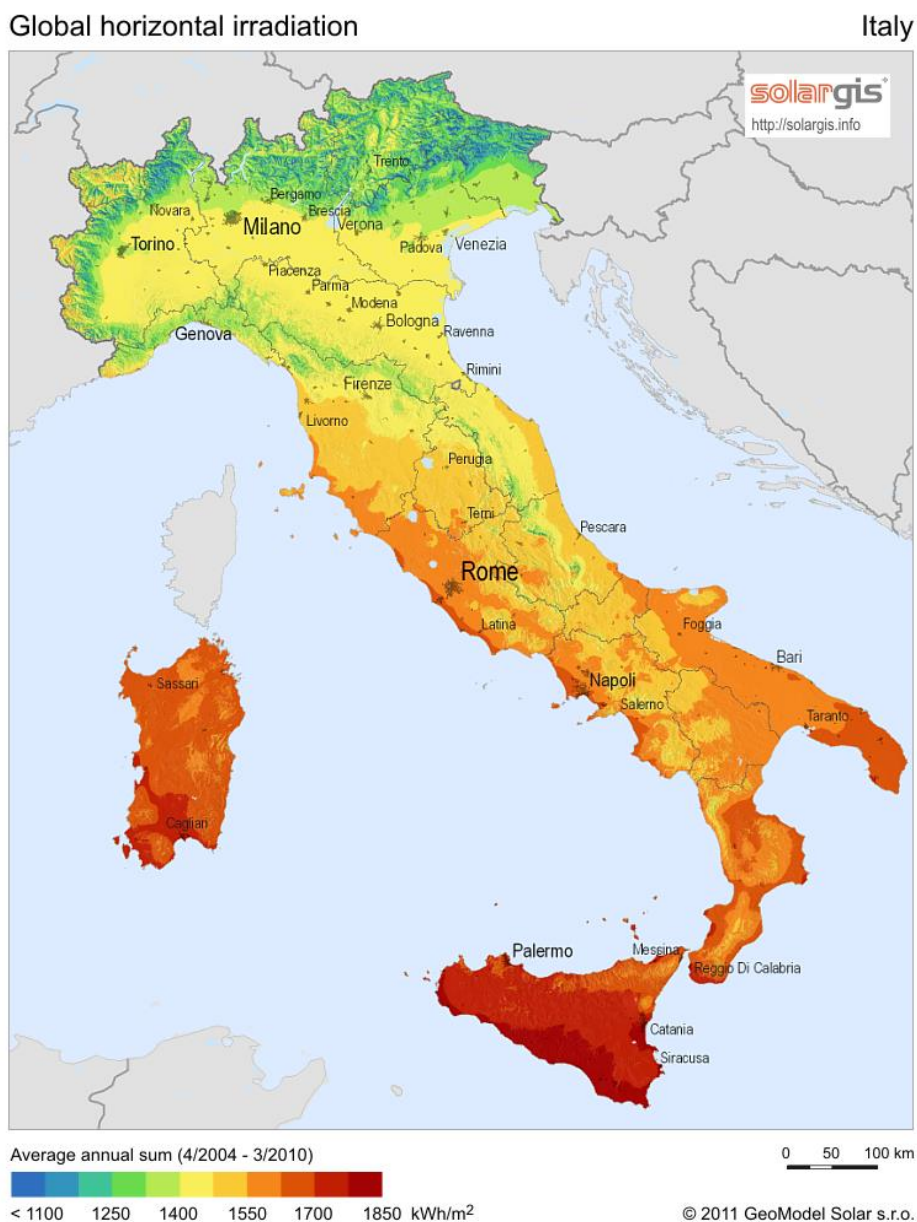 Global horizontal irradiation
Italy
solargis
http://solargis.info
Trento
Bergamo
Novara
Brescia
Milano
Verona
Torino
Padova
Venezia
Piacenza
Parma
Modena
Bologna
Genova
Ravenna
Rimini
Firenze
Livorno
Perugia
Terni
Pescara
Rome
Latina
Foggia
Bari
Napoli
Sassari
Salerno
Taranto
Cagliari
Palermo
Messina
Reggio Di Calabria
Catania
Siracusa
Average annual sum (4/2004 - 3/2010)
0 50 100 km
< 1100 1250 1400 1550 1700 1850 kWh/m²
© 2011 GeoModel Solar s.r.o.